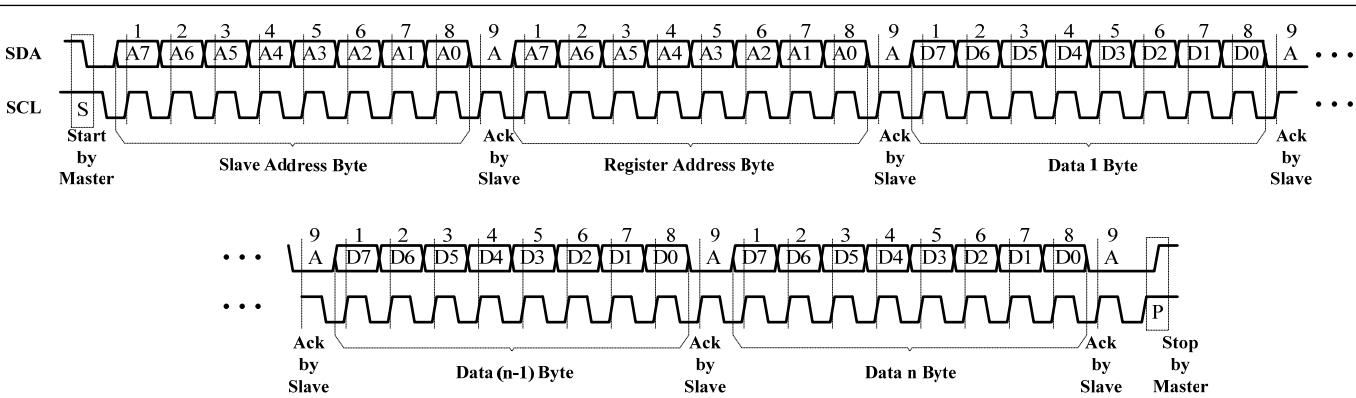 1 2 3 4 5 6 7 8 9 1 2 3 4 5 6 7 8 9 1 2 3 4 5 6 7 8 9
SDA A7 A6 A5 A4 A3 A2 A1 A0 A A7 A6 A5 A4 A3 A2 A1 A0 A D7 D6 D5 D4 D3 D2 D1 D0 A • • •
SCL S • • •
Start by Master
Slave Address Byte
Ack by Slave
Register Address Byte
Ack by Slave
Data 1 Byte
Ack by Slave
9 1 2 3 4 5 6 7 8 9 1 2 3 4 5 6 7 8 9
• • • A D7 D6 D5 D4 D3 D2 D1 D0 A D7 D6 D5 D4 D3 D2 D1 D0 A
• • • P
Ack by Slave
Data (n-1) Byte
Ack by Slave
Data n Byte
Ack by Slave
Stop by Master